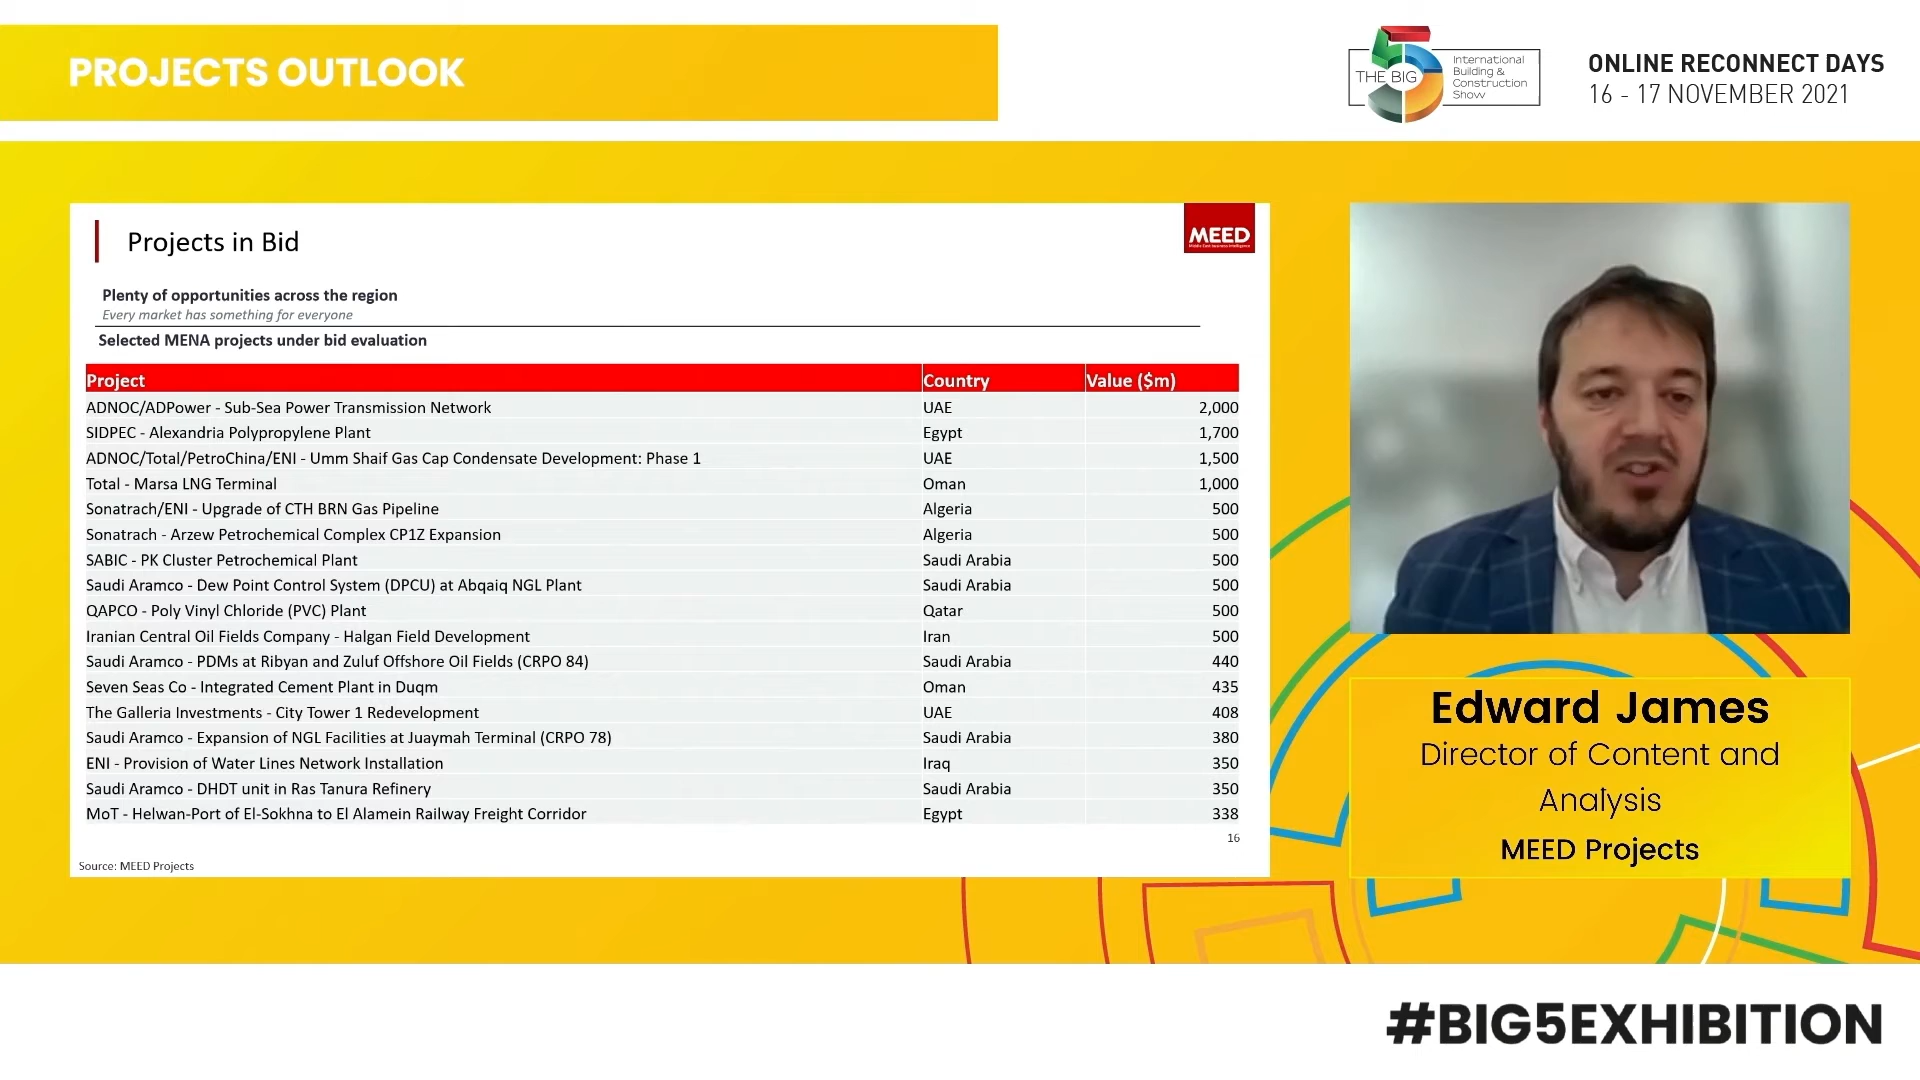 PROJECTS OUTLOOK
THE BIG 5
International
Building &
Construction
Show
ONLINE RECONNECT DAYS
16 - 17 NOVEMBER 2021
Projects in Bid
MEED
Middle East business intelligence
Plenty of opportunities across the region
Every market has something for everyone
Selected MENA projects under bid evaluation
Project Country Value ($m)
ADNOC/ADPower - Sub-Sea Power Transmission Network UAE 2,000
SIDPEC - Alexandria Polypropylene Plant Egypt 1,700
ADNOC/Total/PetroChina/ENI - Umm Shaif Gas Cap Condensate Development: Phase 1 UAE 1,500
Total - Marsa LNG Terminal Oman 1,000
Sonatrach/ENI - Upgrade of CTH BRN Gas Pipeline Algeria 500
Sonatrach - Arzew Petrochemical Complex CP1Z Expansion Algeria 500
SABIC - PK Cluster Petrochemical Plant Saudi Arabia 500
Saudi Aramco - Dew Point Control System (DPCU) at Abqaiq NGL Plant Saudi Arabia 500
QAPCO - Poly Vinyl Chloride (PVC) Plant Qatar 500
Iranian Central Oil Fields Company - Halgan Field Development Iran 500
Saudi Aramco - PDMs at Ribyan and Zuluf Offshore Oil Fields (CRPO 84) Saudi Arabia 440
Seven Seas Co - Integrated Cement Plant in Duqm Oman 435
The Galleria Investments - City Tower 1 Redevelopment UAE 408
Saudi Aramco - Expansion of NGL Facilities at Juaymah Terminal (CRPO 78) Saudi Arabia 380
ENI - Provision of Water Lines Network Installation Iraq 350
Saudi Aramco - DHDT unit in Ras Tanura Refinery Saudi Arabia 350
MoT - Helwan-Port of El-Sokhna to El Alamein Railway Freight Corridor Egypt 338
16
Source: MEED Projects
Edward James
Director of Content and
Analysis
MEED Projects
#BIG5EXHIBITION